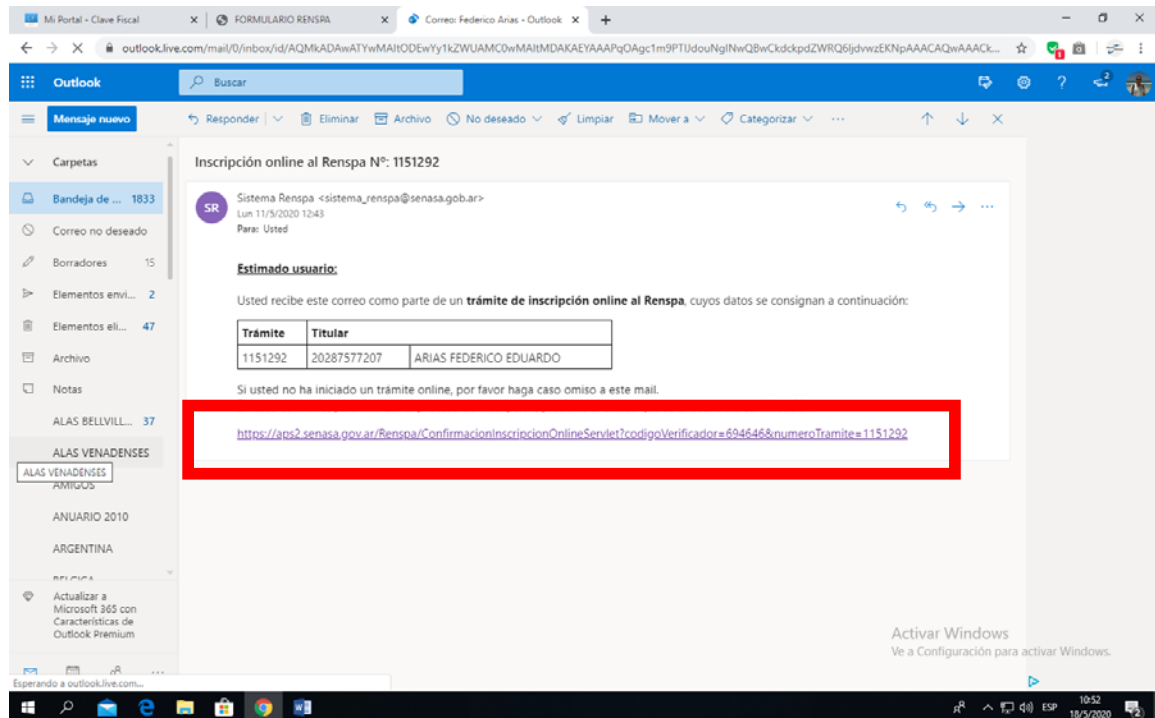 Mi Portal - Clave Fiscal
FORMULARIO RENSPA
Correo: Federico Arias - Outlook
outlook.live.com/mail/0/inbox/id/
Outlook
Buscar
2
Mensaje nuevo
Responder
Eliminar
Archivo
No deseado
Limpiar
Mover a
Categorizar
Carpetas
Inscripción online al Renspa Nº: 1151292
Bandeja de ... 1833
SR
Sistema Renspa <sistema_renspa@senasa.gob.ar>
Lun 11/5/2020 12:43
Para: Usted
Correo no deseado
Borradores 15
Estimado usuario:
Elementos envi... 2
Usted recibe este correo como parte de un trámite de inscripción online al Renspa, cuyos datos se consignan a continuación:
Elementos eli... 47
Trámite Titular
1151292 20287577207 ARIAS FEDERICO EDUARDO
Archivo
Notas
Si usted no ha iniciado un trámite online, por favor haga caso omiso a este mail.
ALAS BELLVILL... 37
https://aps2.senasa.gov.ar/Renspa/ConfirmacionInscripcionOnlineServlet?codigoVerificador=694646&numeroTramite=1151292
ALAS VENADENSES
ALAS VENADENSES
AMIGOS
ANUARIO 2010
ARGENTINA
Actualizar a
Microsoft 365 con
Características de
Outlook Premium
Activar Windows
Ve a Configuración para activar Windows.
Esperando a outlook.live.com...
ESP
10:52
18/5/2020
2